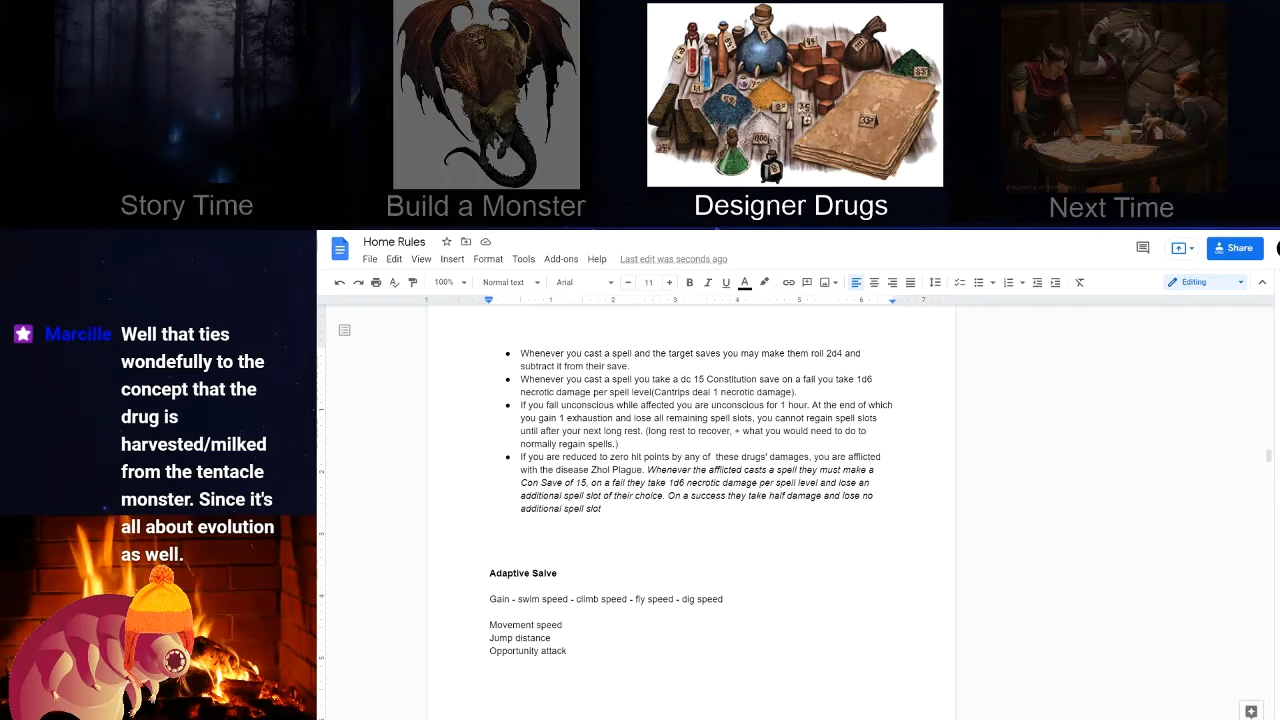 Story Time
Build a Monster
Designer Drugs
Next Time
Home Rules
File Edit View Insert Format Tools Add-ons Help Last edit was seconds ago
Share
100% Normal text Arial 11 B I U A Editing
Marcille Well that ties
wondefully to the
concept that the
drug is
harvested/milked
from the tentacle
monster. Since it's
all about evolution
as well.
Whenever you cast a spell and the target saves you may make them roll 2d4 and
subtract it from their save.
Whenever you cast a spell you take a dc 15 Constitution save on a fail you take 1d6
necrotic damage per spell level(Cantrips deal 1 necrotic damage).
If you fall unconscious while affected you are unconscious for 1 hour. At the end of which
you gain 1 exhaustion and lose all remaining spell slots, you cannot regain spell slots
until after your next long rest. (long rest to recover, + what you would need to do to
normally regain spells.)
If you are reduced to zero hit points by any of these drugs' damages, you are afflicted
with the disease Zhol Plague. Whenever the afflicted casts a spell they must make a
Con Save of 15, on a fail they take 1d6 necrotic damage per spell level and lose an
additional spell slot of their choice. On a success they take half damage and lose no
additional spell slot
Adaptive Salve
Gain - swim speed - climb speed - fly speed - dig speed
Movement speed
Jump distance
Opportunity attack